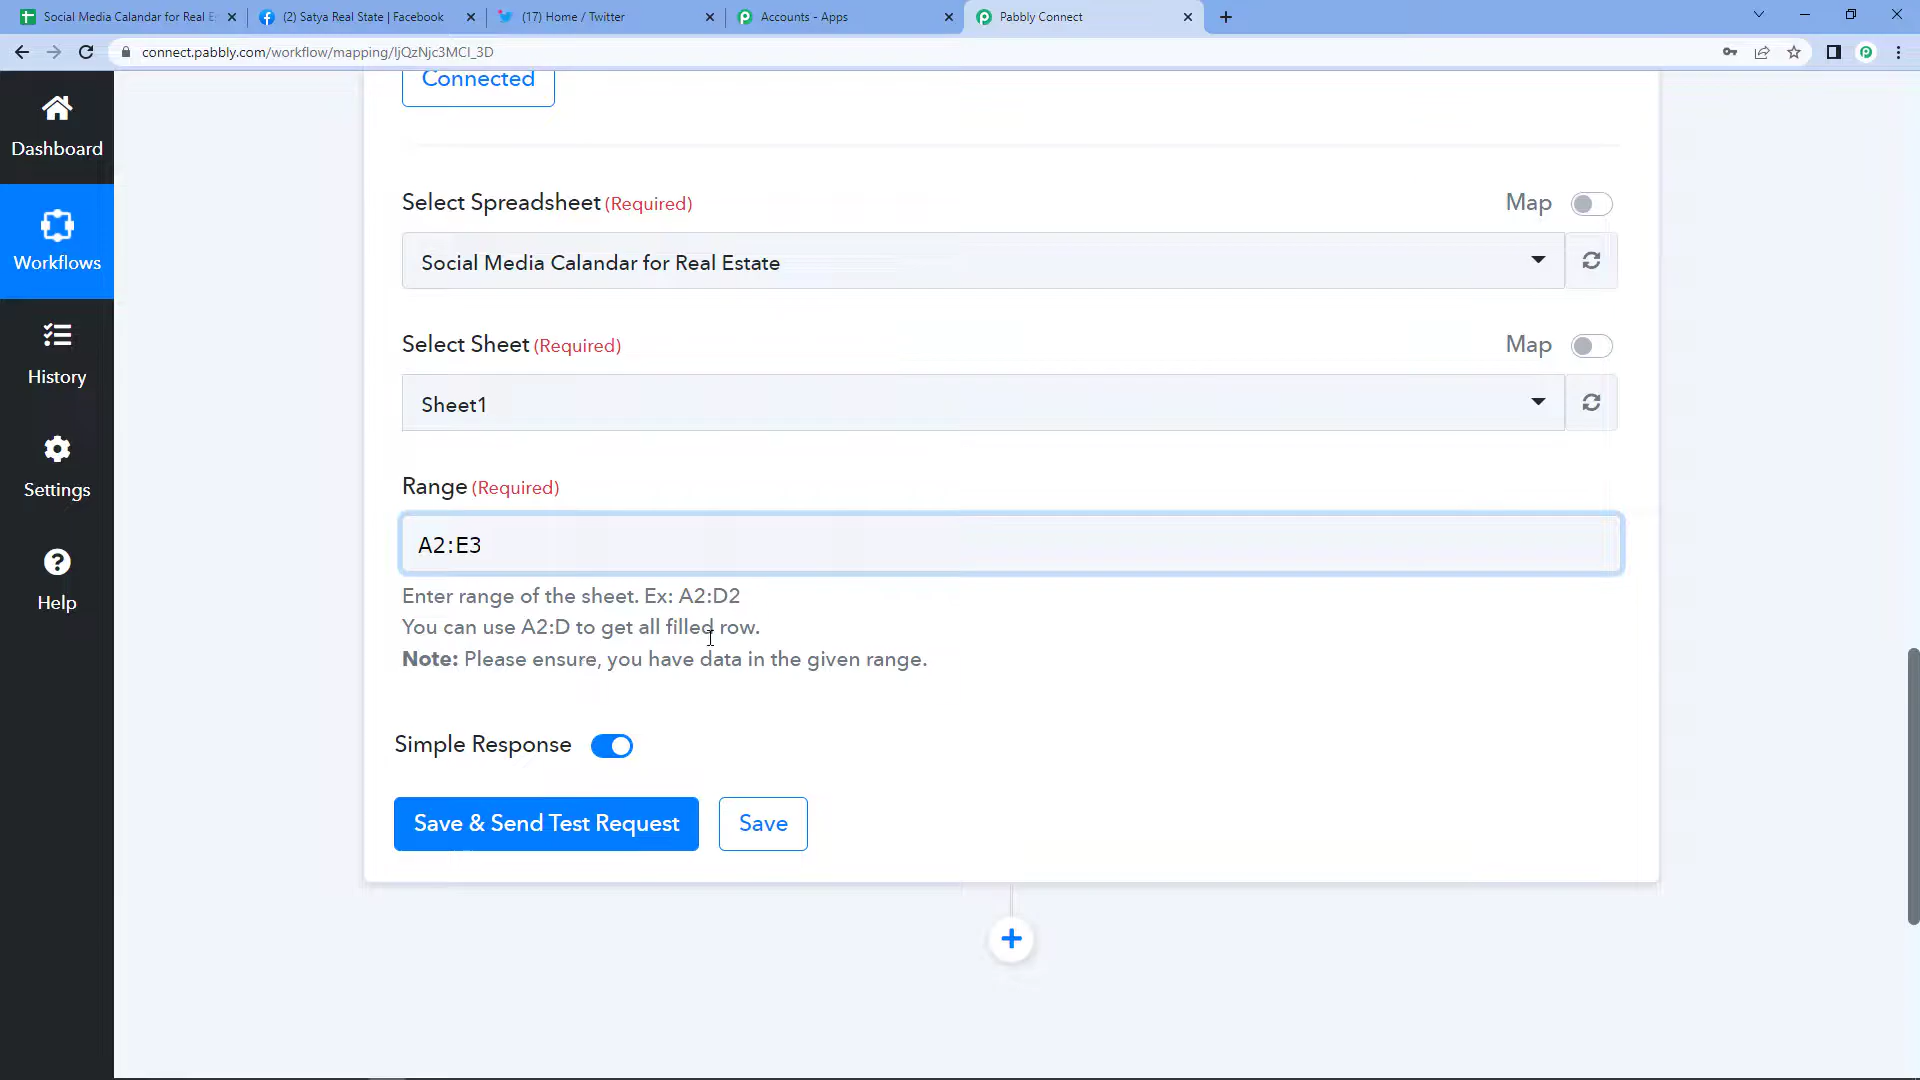 Social Media Calandar for Real E
(2) Satya Real State | Facebook
(17) Home / Twitter
Accounts - Apps
Pabbly Connect
connect.pabbly.com/workflow/mapping/IjQzNjc3MCI_3D
Connected
Dashboard
Workflows
History
Settings
Help
Select Spreadsheet (Required)
Map
Social Media Calandar for Real Estate
Select Sheet (Required)
Map
Sheet1
Range (Required)
A2:E3
Enter range of the sheet. Ex: A2:D2
You can use A2:D to get all filled row.
Note: Please ensure, you have data in the given range.
Simple Response
Save & Send Test Request
Save